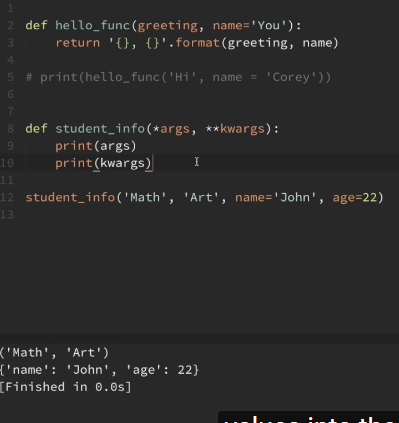 1
2 def hello_func(greeting, name='You'):
3     return '{}, {}'.format(greeting, name)
4
5 # print(hello_func('Hi', name = 'Corey'))
6
7
8 def student_info(*args, **kwargs):
9     print(args)
10     print(kwargs)
11
12 student_info('Math', 'Art', name='John', age=22)
13
('Math', 'Art')
{'name': 'John', 'age': 22}
[Finished in 0.0s]
values into the